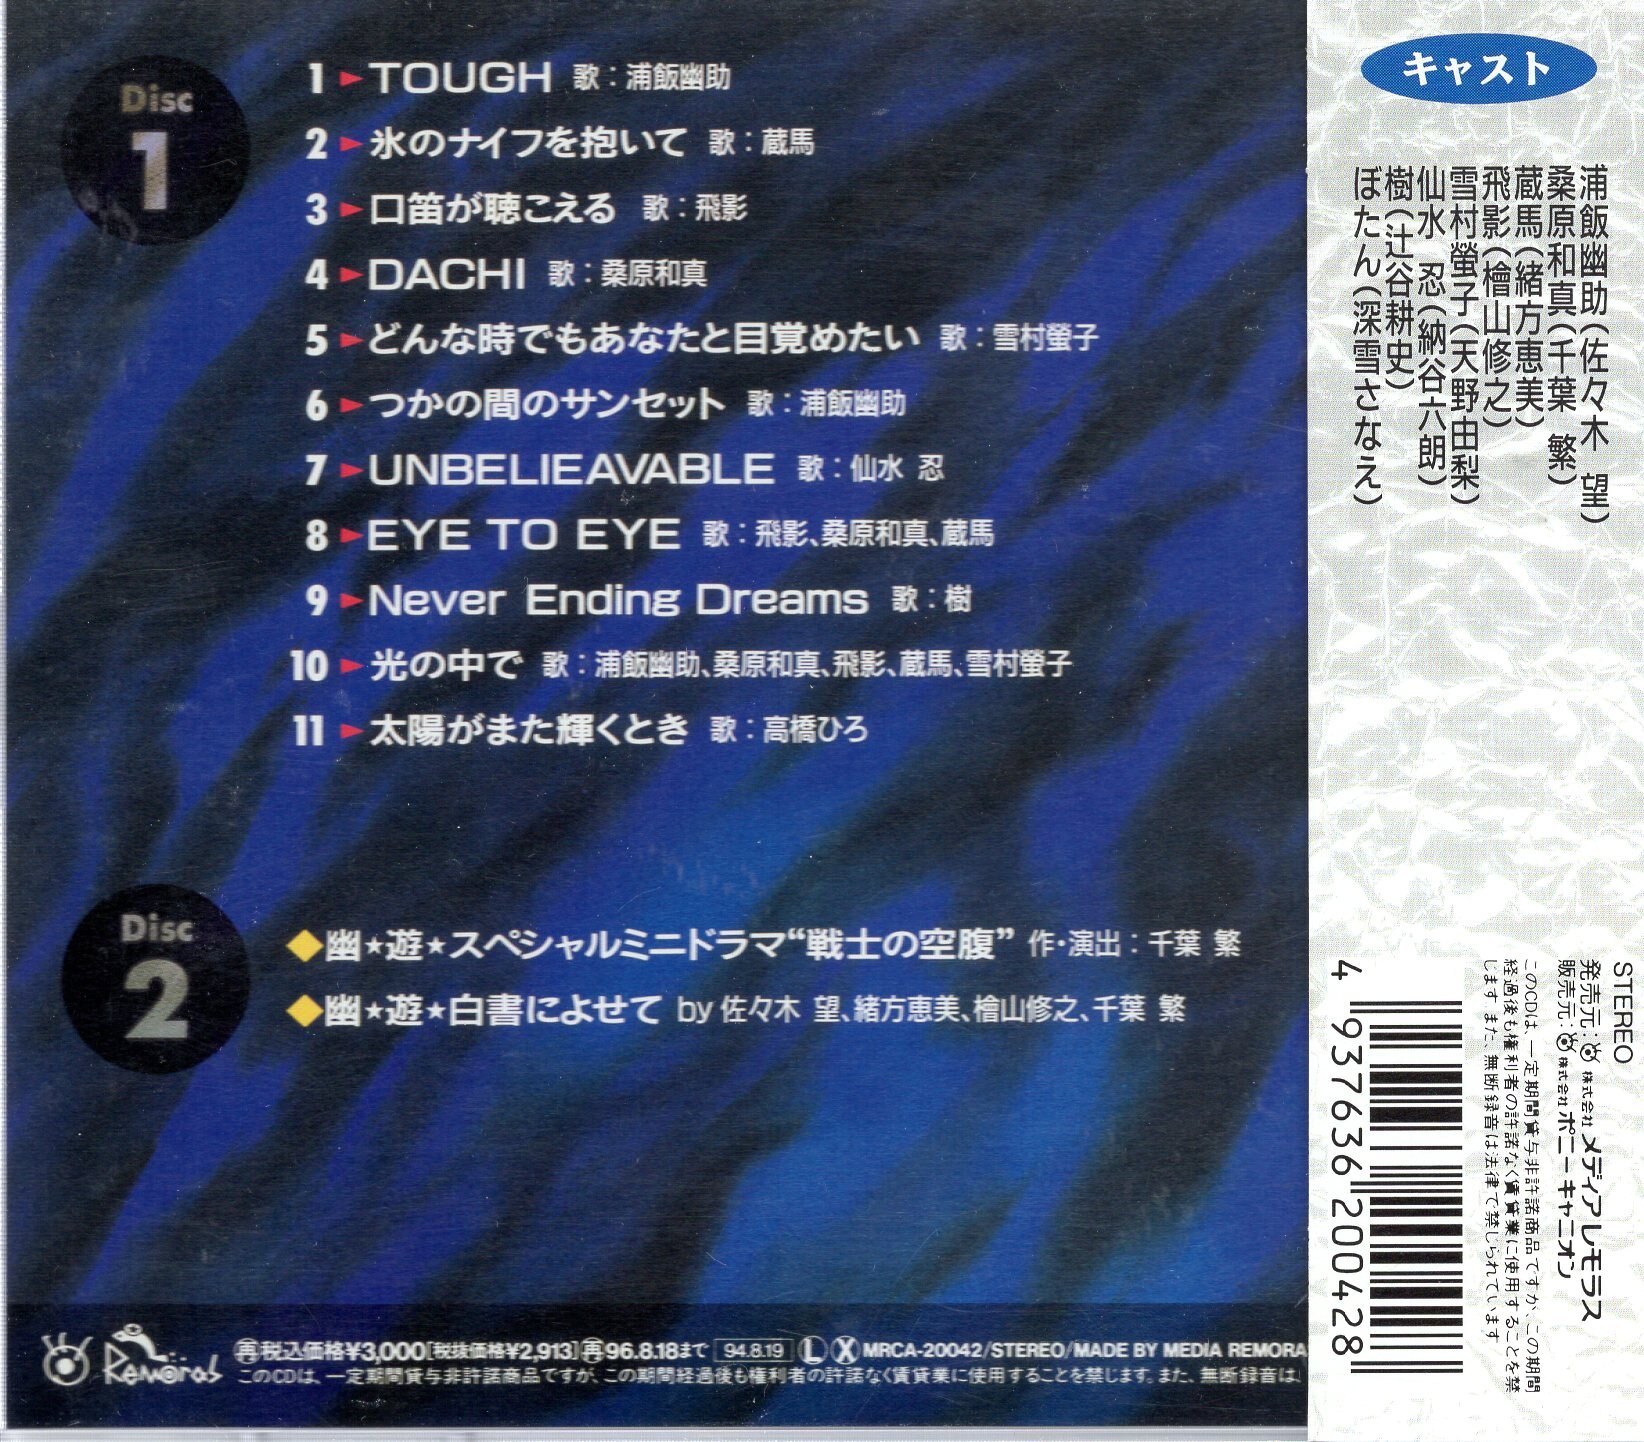 Disc
1
1 ► TOUGH 歌：浦飯幽助
2 ► 氷のナイフを抱いて 歌：蔵馬
3 ► 口笛が聴こえる 歌：飛影
4 ► DACHI 歌：桑原和真
5 ► どんな時でもあなたと目覚めたい 歌：雪村螢子
6 ► つかの間のサンセット 歌：浦飯幽助
7 ► UNBELIEAVABLE 歌：仙水 忍
8 ► EYE TO EYE 歌：飛影、桑原和真、蔵馬
9 ► Never Ending Dreams 歌：樹
10 ► 光の中で 歌：浦飯幽助、桑原和真、飛影、蔵馬、雪村螢子
11 ► 太陽がまた輝くとき 歌：高橋ひろ
Disc
2
◆幽★遊★スペシャルミニドラマ“戦士の空腹” 作・演出：千葉 繁
◆幽★遊★白書によせて by 佐々木 望、緒方恵美、檜山修之、千葉 繁
Remoras
再税込価格¥3,000[税抜価格¥2,913]再96.8.18まで 94.8.19 L X MRCA-20042/STEREO/MADE BY MEDIA REMORA
このCDは、一定期間貸与非許諾商品ですが、この期間経過後も権利者の許諾なく賃貸業に使用することを禁じます。また、無断録音は
キャスト
浦飯幽助（佐々木 望）
桑原和真（千葉 繁）
蔵馬（緒方恵美）
飛影（檜山修之）
雪村螢子（天野由梨）
仙水 忍（納谷六朗）
樹（辻谷耕史）
ぼたん（深雪さなえ）
STEREO
発売元：株式会社 メディアレモラス
販売元：株式会社 ポニーキャニオン
このCDは、一定期間貸与非許諾商品ですが、この期間
経過後も権利者の許諾なく賃貸業に使用することを禁
じます また、無断録音は法律で禁じられています
4 937636 200428